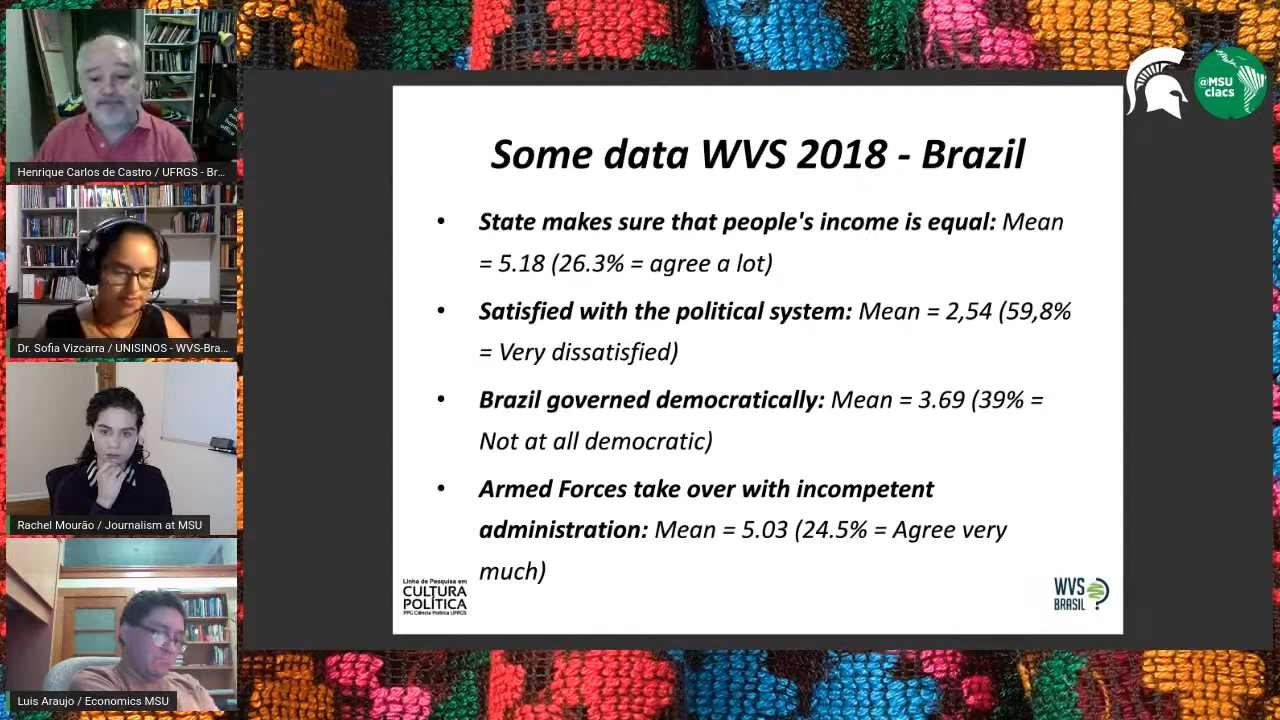 Henrique Carlos de Castro / UFRGS - Br...
Dr. Sofia Vizcarra / UNISINOS - WVS-Bra...
Rachel Mourão / Journalism at MSU
Luis Araujo / Economics MSU
@MSU
clacs
Some data WVS 2018 - Brazil
• State makes sure that people's income is equal: Mean
= 5.18 (26.3% = agree a lot)
• Satisfied with the political system: Mean = 2,54 (59,8%
= Very dissatisfied)
• Brazil governed democratically: Mean = 3.69 (39% =
Not at all democratic)
• Armed Forces take over with incompetent
administration: Mean = 5.03 (24.5% = Agree very
much)
Linha de Pesquisa em
CULTURA
POLÍTICA
PPG Ciência Política UFRGS
WVS
BRASIL